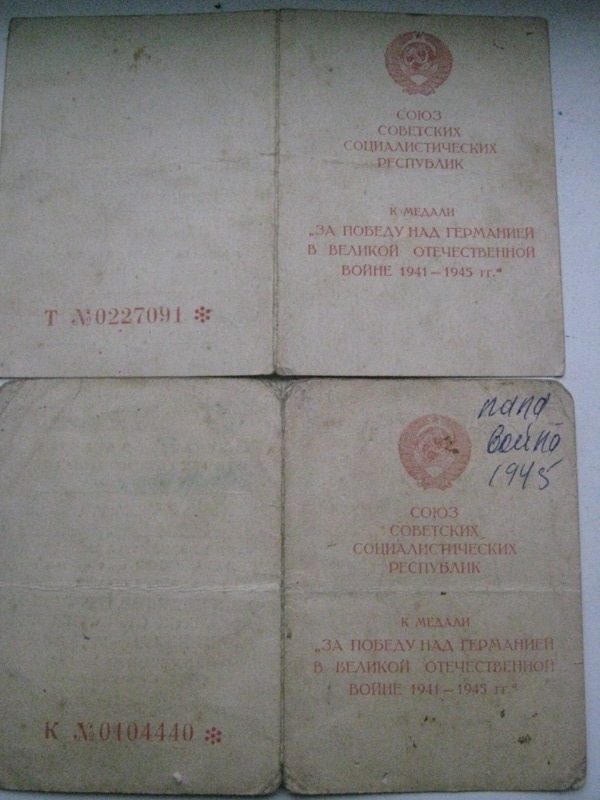 СОЮЗ
СОВЕТСКИХ
СОЦИАЛИСТИЧЕСКИХ
РЕСПУБЛИК
К МЕДАЛИ
„ЗА ПОБЕДУ НАД ГЕРМАНИЕЙ
В ВЕЛИКОЙ ОТЕЧЕСТВЕННОЙ
ВОЙНЕ 1941—1945 гг.“
Т №0227091 *
папа
1945
СОЮЗ
СОВЕТСКИХ
СОЦИАЛИСТИЧЕСКИХ
РЕСПУБЛИК
К МЕДАЛИ
„ЗА ПОБЕДУ НАД ГЕРМАНИЕЙ
В ВЕЛИКОЙ ОТЕЧЕСТВЕННОЙ
ВОЙНЕ 1941—1945 гг.“
К №0104440 *